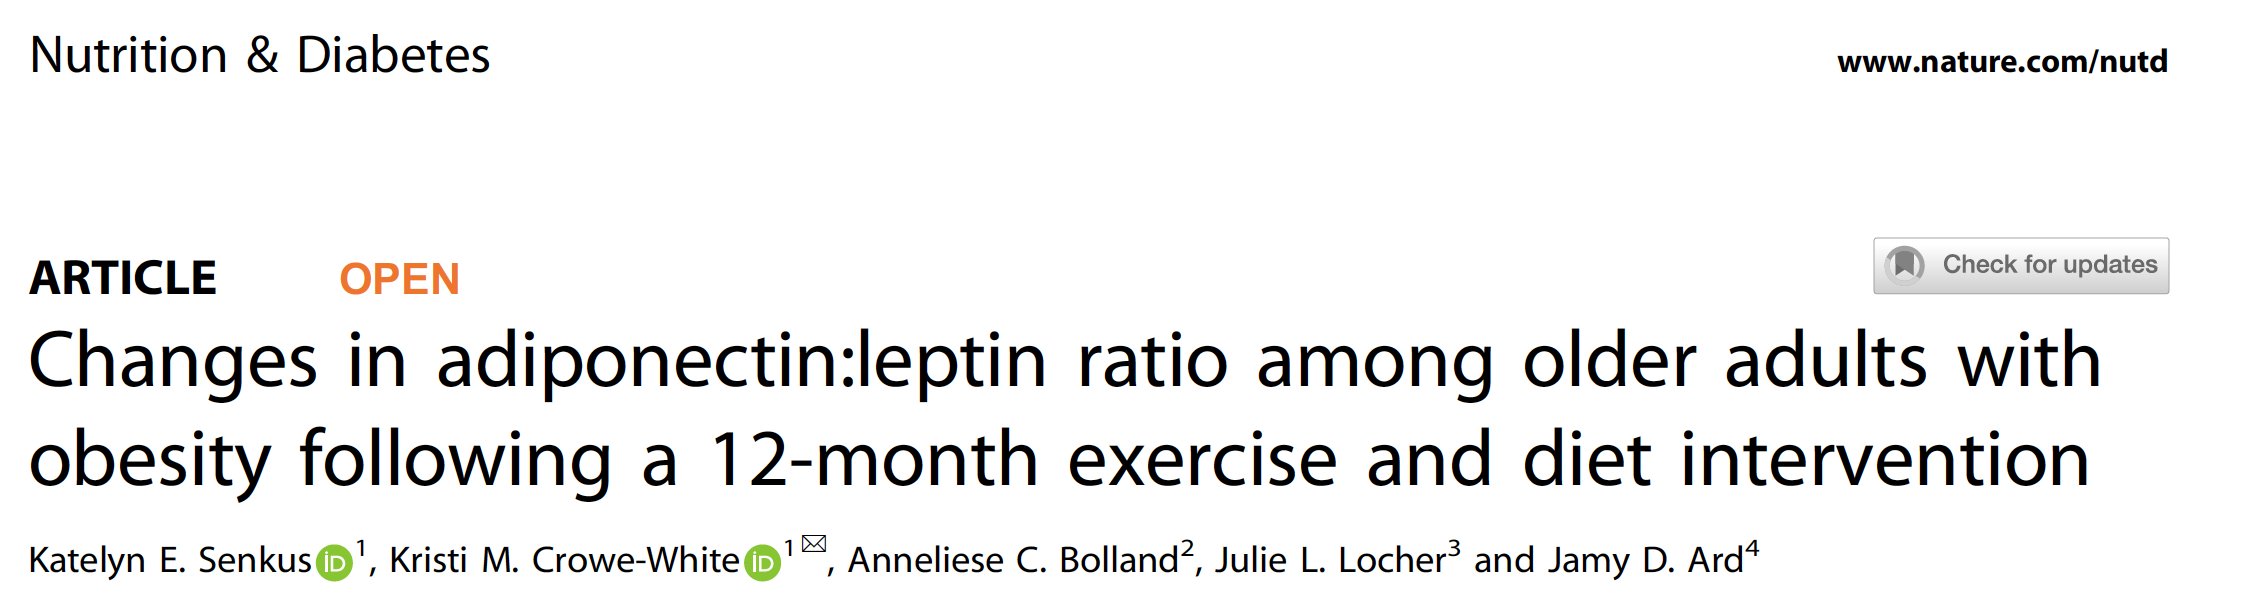 Nutrition & Diabetes
www.nature.com/nutd
ARTICLE OPEN
Check for updates
Changes in adiponectin:leptin ratio among older adults with
obesity following a 12-month exercise and diet intervention
Katelyn E. Senkus iD 1, Kristi M. Crowe-White iD 1✉, Anneliese C. Bolland2, Julie L. Locher3 and Jamy D. Ard4